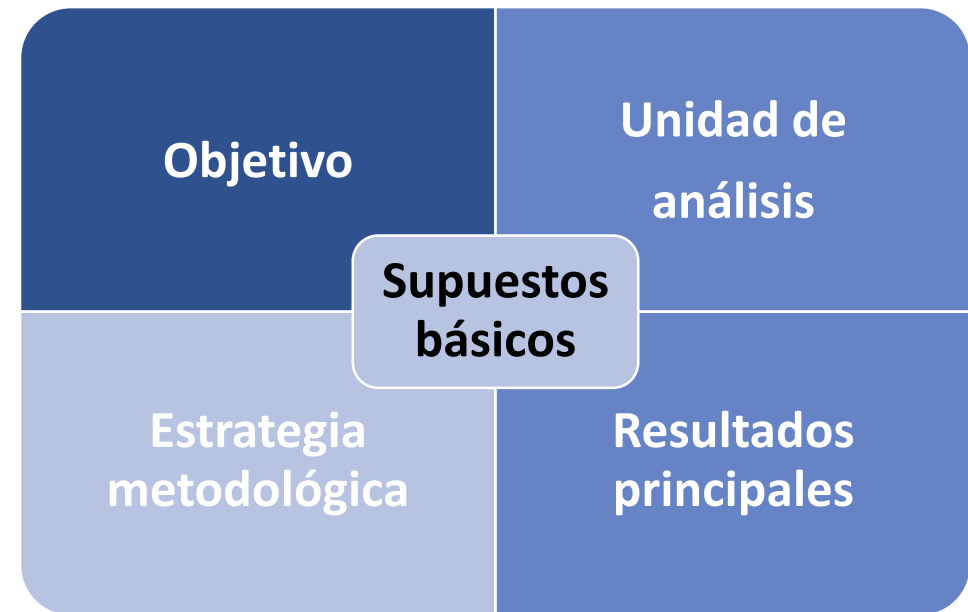 Objetivo
Unidad de
análisis
Supuestos
básicos
Estrategia
metodológica
Resultados
principales